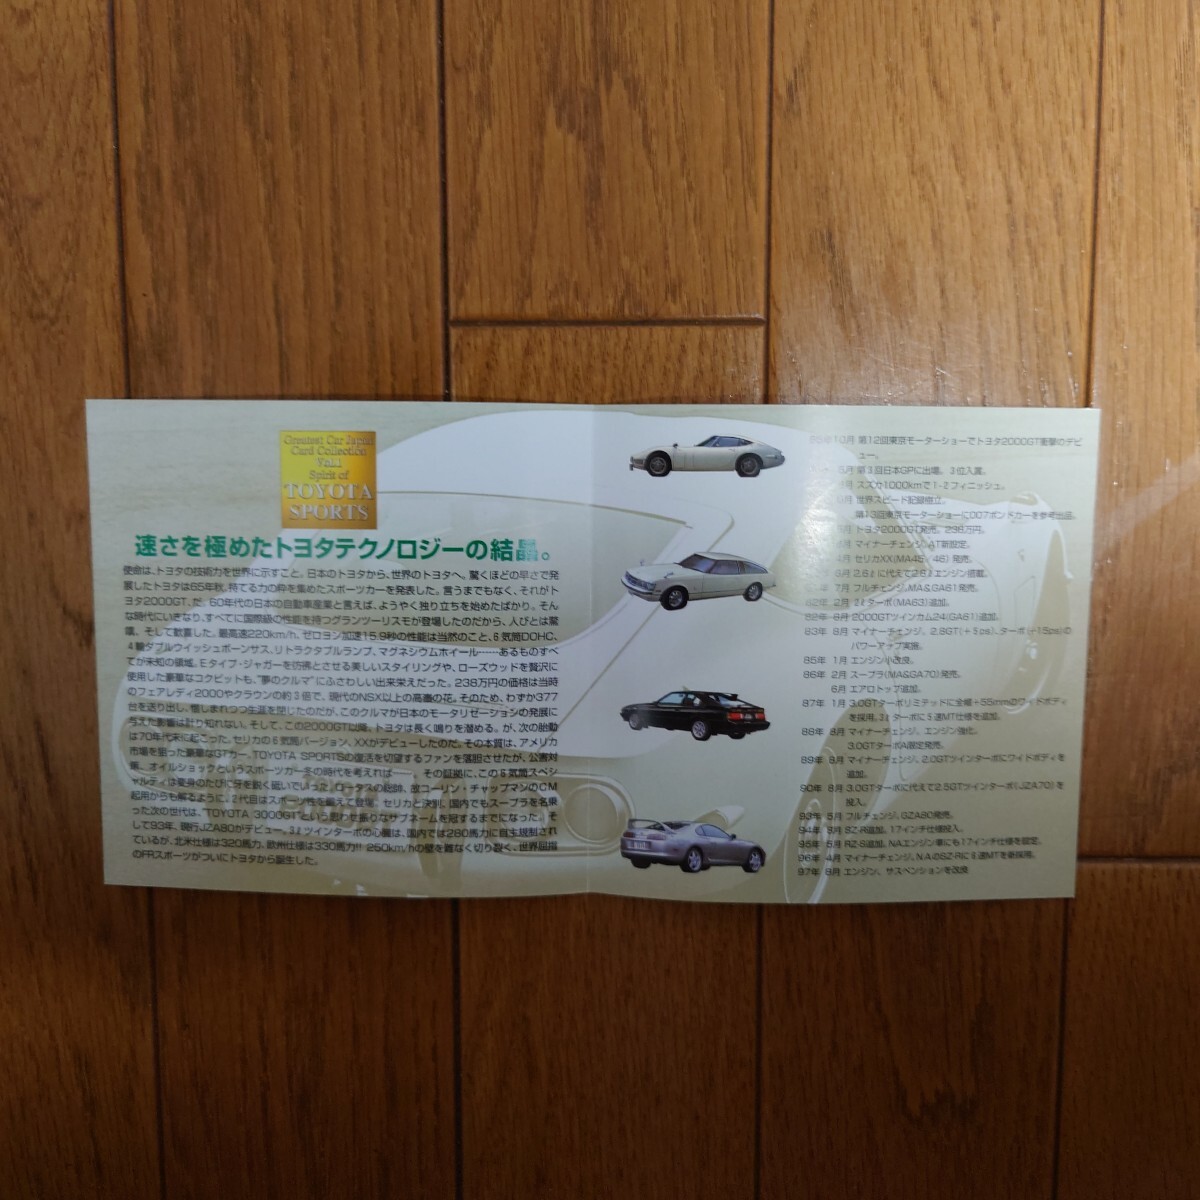 Greatest Car Japan
Card Collection
Vol.1
Spirit of
TOYOTA
SPORTS
速さを極めたトヨタテクノロジーの結晶。
使命は、トヨタの技術力を世界に示すこと。日本のトヨタから、世界のトヨタへ。驚くほどの早さで発
展したトヨタは65年秋、持てる力の粋を集めたスポーツカーを発表した。言うまでもなく、それがト
ヨタ2000GT、だ。60年代の日本の自動車産業と言えば、ようやく独り立ちを始めたばかり。そん
な時代にいきなり、すべてに国際級の性能を持つグランツーリスモが登場したのだから、人びとは驚
嘆、そして歓喜した。最高速220km/h、ゼロヨン加速15.9秒の性能は当然のこと、6気筒DOHC、
4輪ダブルウイッシュボーンサス、リトラクタブルランプ、マグネシウムホイール……あるものすべ
てが未知の領域。Eタイプ・ジャガーを彷彿とさせる美しいスタイリングや、ローズウッドを贅沢に
使用した豪華なコクピットも、"夢のクルマ"にふさわしい出来栄えだった。238万円の価格は当時
のフェアレディ2000やクラウンの約3倍で、現代のNSX以上の高嶺の花。そのため、わずか377
台を送り出し、惜しまれつつ生涯を閉じたのだが、このクルマが日本のモータリゼーションの発展に
与えた影響は計り知れない。そして、この2000GT以降、トヨタは長く鳴りを潜める。が、次の胎動
は70年代末に起こった。セリカの6気筒バージョン、XXがデビューしたのだ。その本質は、アメリカ
市場を狙った豪華なGTカー。TOYOTA SPORTSの復活を切望するファンを落胆させたが、公害対
策、オイルショックというスポーツカー冬の時代を考えれば――。その証拠に、この6気筒スペシ
ャルティは変身のたびに牙を鋭く砥いでいった。ロータスの総帥、故コーリン・チャップマンのCM
起用からも解るように、2代目はスポーツ性を鍛えて登場。セリカと決別、国内でもスープラを名乗
った次の世代は、"TOYOTA 3000GT"という思わせ振りなサブネームを冠するまでになった。そ
して93年、現行JZA80がデビュー。3ℓツインターボの心臓は、国内では280馬力に自主規制され
ているが、北米仕様は320馬力、欧州仕様は330馬力!! 250km/hの壁を難なく切り裂く、世界屈指
のFRスポーツがついにトヨタから誕生した。
65年10月 第12回東京モーターショーでトヨタ2000GT衝撃のデビ
ュー。
5月 第3回日本GPに出場。3位入賞。
月 スズカ1000kmで1-2フィニッシュ。
月 世界スピード記録樹立。
第13回東京モーターショーに007ボンドカーを参考出品。
月 トヨタ2000GT発売。238万円。
月 マイナーチェンジ。AT新設定。
4月 セリカXX(MA45/46) 発売。
月 2.6ℓに代えて2.8ℓエンジン搭載。
7月 フルチェンジ。MA&GA61発売。
82年 2月 2ℓターボ(MA63)追加。
82年 8月 2000GTツインカム24(GA61)追加。
83年 8月 マイナーチェンジ。2.8GT(+5ps)、ターボ(+15ps)の
パワーアップ実施。
85年 1月 エンジン小改良。
86年 2月 スープラ(MA&GA70)発売。
6月 エアロトップ追加。
87年 1月 3.0GTターボリミテッドに全幅+55mmのワイドボディ
を採用。2ℓターボに5速MT仕様を追加。
88年 8月 マイナーチェンジ。エンジン強化。
3.0GTターボA限定発売。
89年 8月 マイナーチェンジ。2.0GTツインターボにワイドボディを
追加。
90年 8月 3.0GTターボに代えて2.5GTツインターボ(JZA70)を
投入。
93年 5月 フルチェンジ。GZA80発売。
94年 9月 SZ-R追加。17インチ仕様投入。
95年 5月 RZ-S追加。NAエンジン車にも17インチ仕様を設定。
96年 4月 マイナーチェンジ。NAのSZ-Rに6速MTを新採用。
97年 8月 エンジン、サスペンションを改良